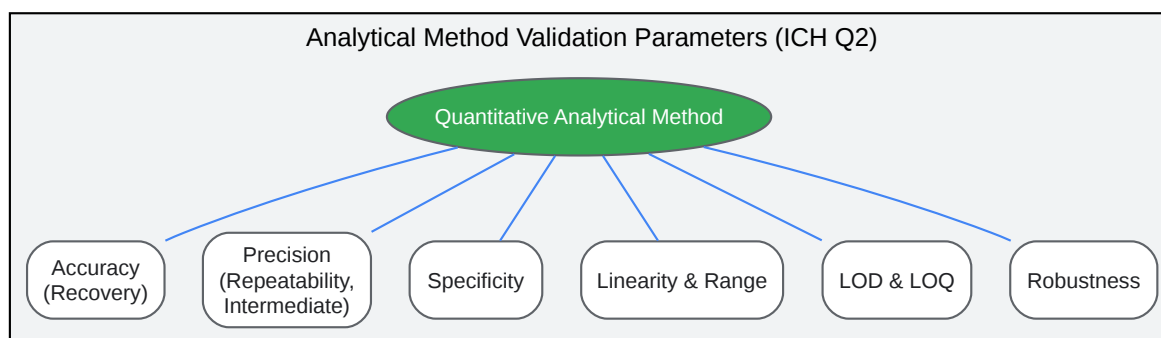 Analytical Method Validation Parameters (ICH Q2)
Quantitative Analytical Method
Accuracy
(Recovery)
Precision
(Repeatability,
Intermediate)
Specificity
Linearity & Range
LOD & LOQ
Robustness